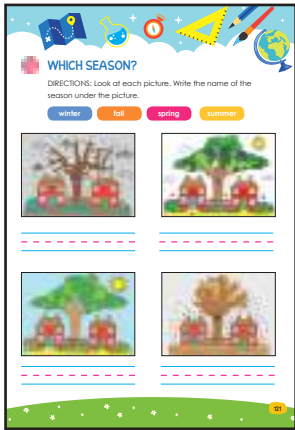 WHICH SEASON?
DIRECTIONS: Look at each picture. Write the name of the
season under the picture.
winter fall spring summer
121